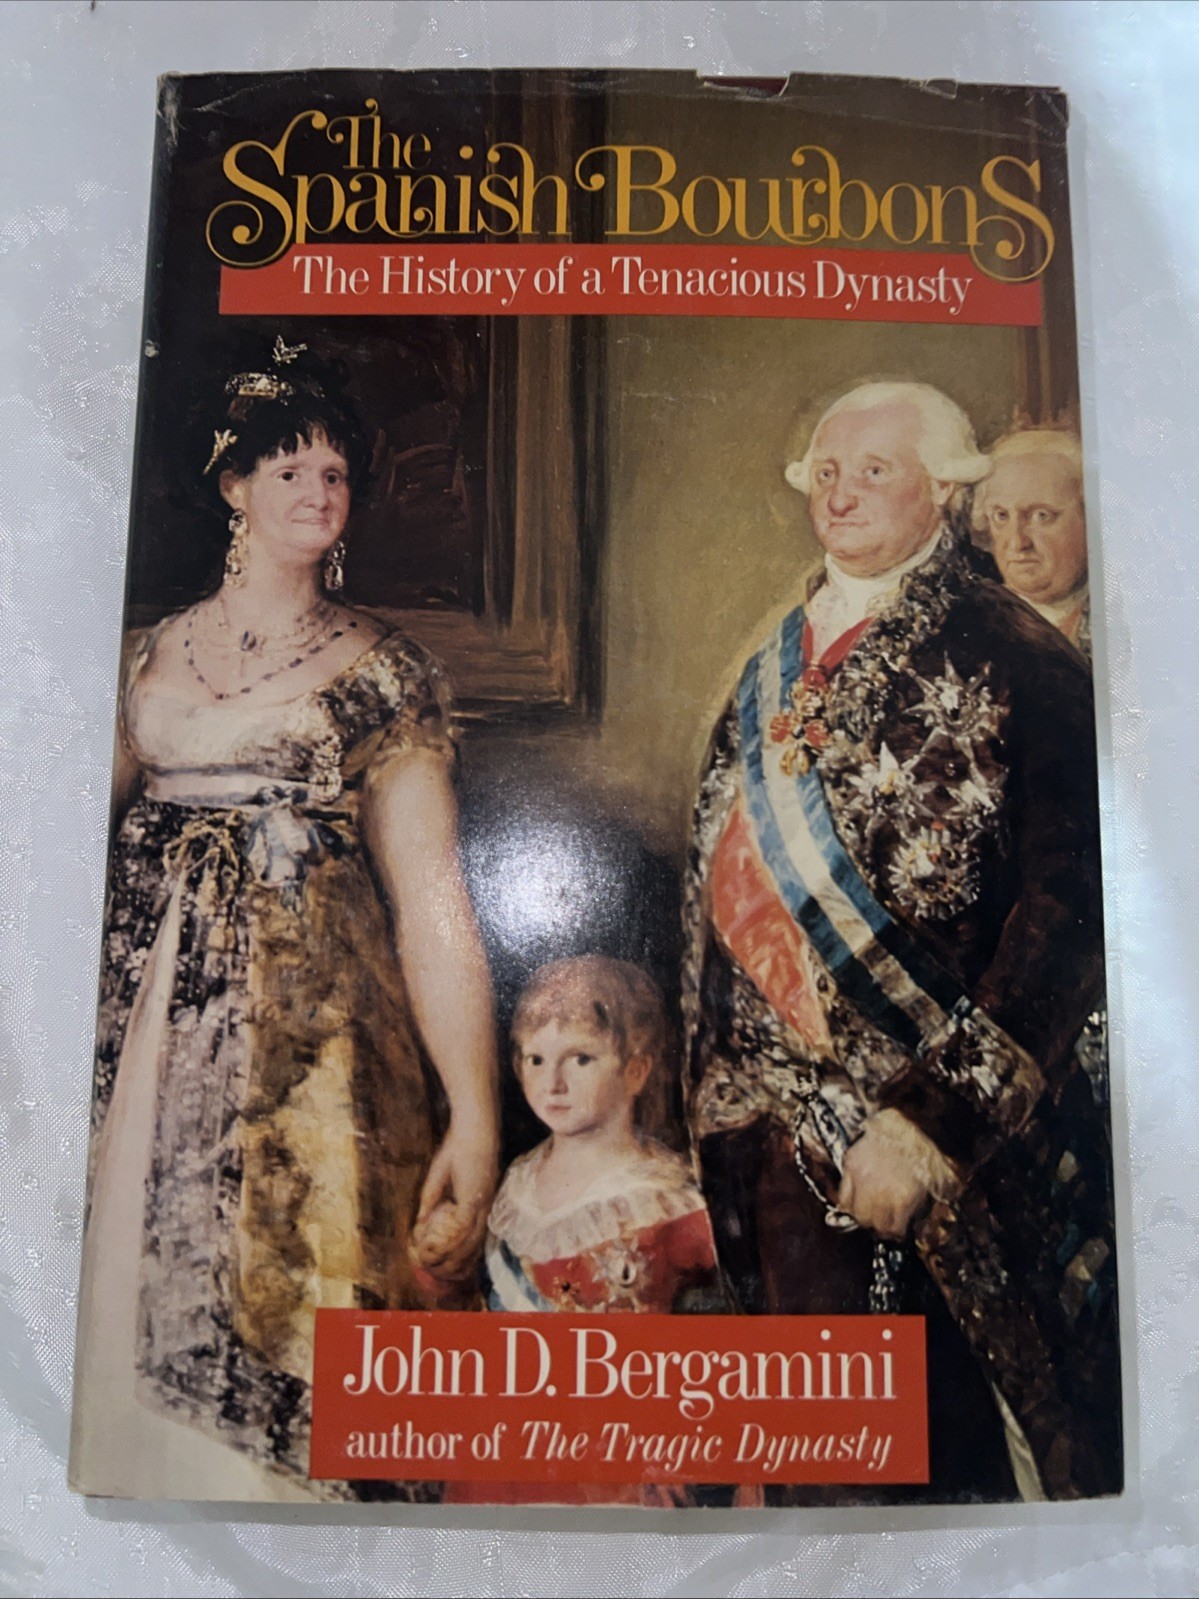 The
Spanish Bourbons
The History of a Tenacious Dynasty
John D. Bergamini
author of The Tragic Dynasty